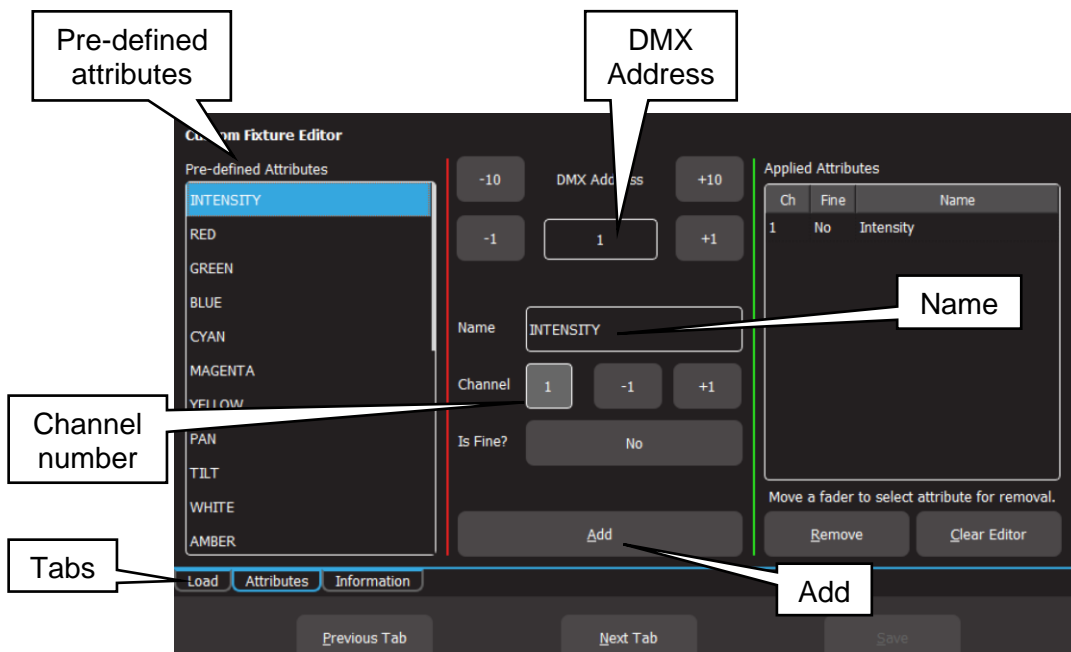 Pre-defined
attributes
DMX
Address
Custom Fixture Editor
Pre-defined Attributes
INTENSITY
RED
GREEN
BLUE
CYAN
MAGENTA
YELLOW
PAN
TILT
WHITE
AMBER
-10
DMX Address
+10
-1
1
+1
Name
INTENSITY
Channel
1
-1
+1
Is Fine?
No
Add
Applied Attributes
Ch Fine Name
1 No Intensity
Name
Move a fader to select attribute for removal.
Remove
Clear Editor
Channel
number
Tabs
Add
Load Attributes Information
Previous Tab
Next Tab
Save